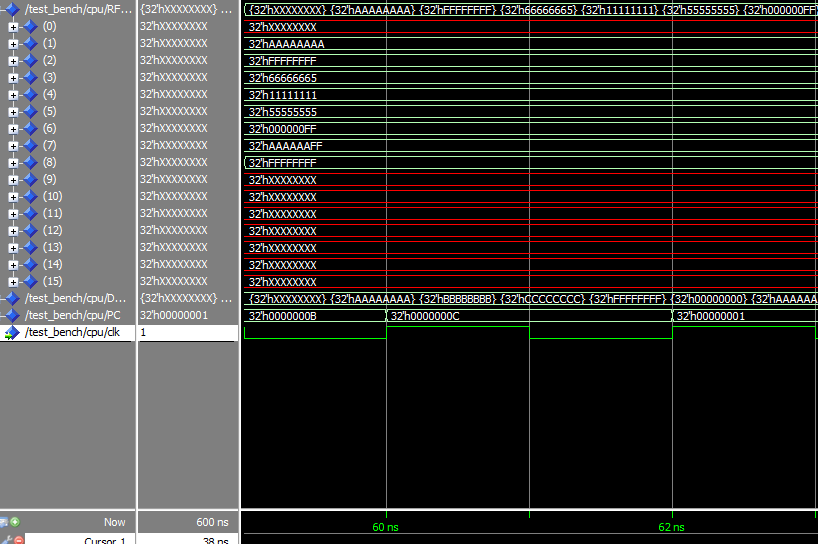 /test_bench/cpu/RF... {32'hXXXXXXXX} ... {32'hXXXXXXXX} {32'hAAAAAAAA} {32'hFFFFFFFF} {32'h66666665} {32'h11111111} {32'h55555555} {32'h000000FF}
(0) 32'hXXXXXXXX 32'hXXXXXXXX
(1) 32'hXXXXXXXX 32'hAAAAAAAA
(2) 32'hXXXXXXXX 32'hFFFFFFFF
(3) 32'hXXXXXXXX 32'h66666665
(4) 32'hXXXXXXXX 32'h11111111
(5) 32'hXXXXXXXX 32'h55555555
(6) 32'hXXXXXXXX 32'h000000FF
(7) 32'hXXXXXXXX 32'hAAAAAAFF
(8) 32'hXXXXXXXX 32'hFFFFFFFF
(9) 32'hXXXXXXXX 32'hXXXXXXXX
(10) 32'hXXXXXXXX 32'hXXXXXXXX
(11) 32'hXXXXXXXX 32'hXXXXXXXX
(12) 32'hXXXXXXXX 32'hXXXXXXXX
(13) 32'hXXXXXXXX 32'hXXXXXXXX
(14) 32'hXXXXXXXX 32'hXXXXXXXX
(15) 32'hXXXXXXXX 32'hXXXXXXXX
/test_bench/cpu/D... {32'hXXXXXXXX} ... {32'hXXXXXXXX} {32'hAAAAAAAA} {32'hBBBBBBBB} {32'hCCCCCCCC} {32'hFFFFFFFF} {32'h00000000} {32'hAAAAAA
/test_bench/cpu/PC 32'h00000001 32'h0000000B 32'h0000000C 32'h00000001
/test_bench/cpu/clk 1
Now 600 ns 60 ns 62 ns
Cursor 1 38 ns